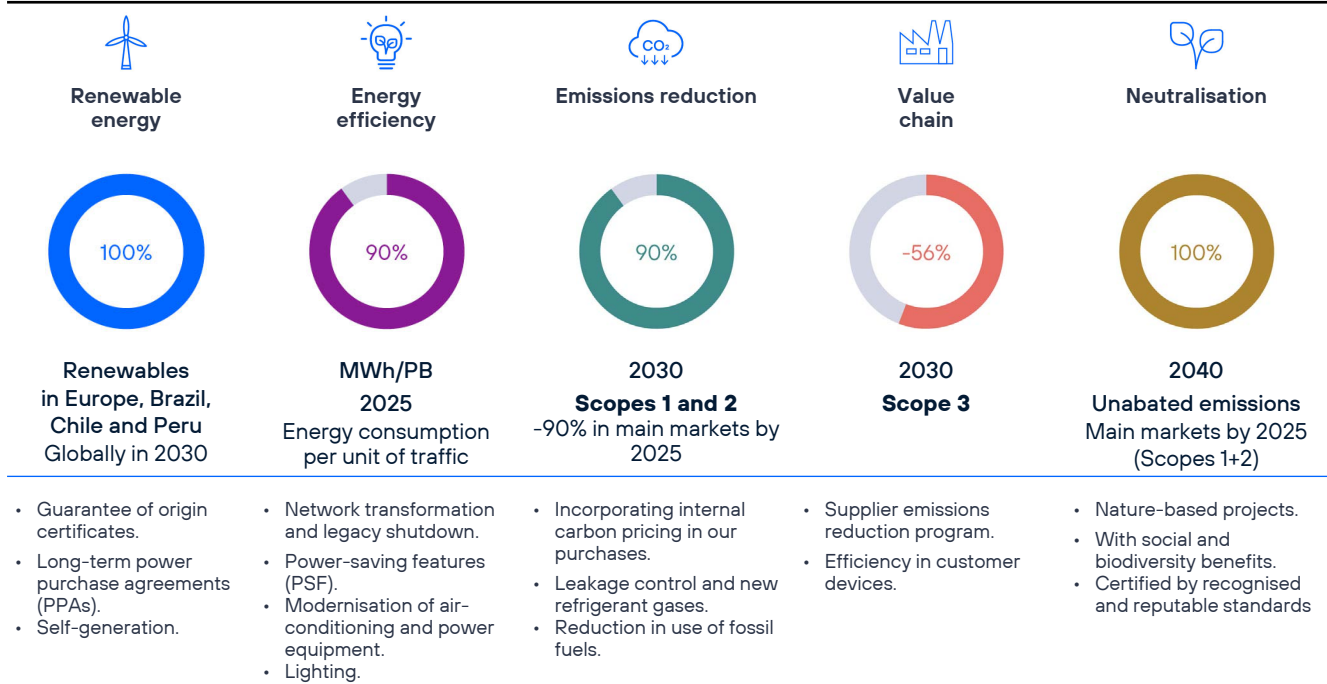 Renewable
energy
100%
Renewables
in Europe, Brazil,
Chile and Peru
Globally in 2030
• Guarantee of origin
certificates.
• Long-term power
purchase agreements
(PPAs).
• Self-generation.
Energy
efficiency
90%
MWh/PB
2025
Energy consumption
per unit of traffic
• Network transformation
and legacy shutdown.
• Power-saving features
(PSF).
• Modernisation of air-
conditioning and power
equipment.
• Lighting.
CO₂
Emissions reduction
90%
2030
Scopes 1 and 2
-90% in main markets by
2025
• Incorporating internal
carbon pricing in our
purchases.
• Leakage control and new
refrigerant gases.
• Reduction in use of fossil
fuels.
Value
chain
-56%
2030
Scope 3
• Supplier emissions
reduction program.
• Efficiency in customer
devices.
Neutralisation
100%
2040
Unabated emissions
Main markets by 2025
(Scopes 1+2)
• Nature-based projects.
• With social and
biodiversity benefits.
• Certified by recognised
and reputable standards